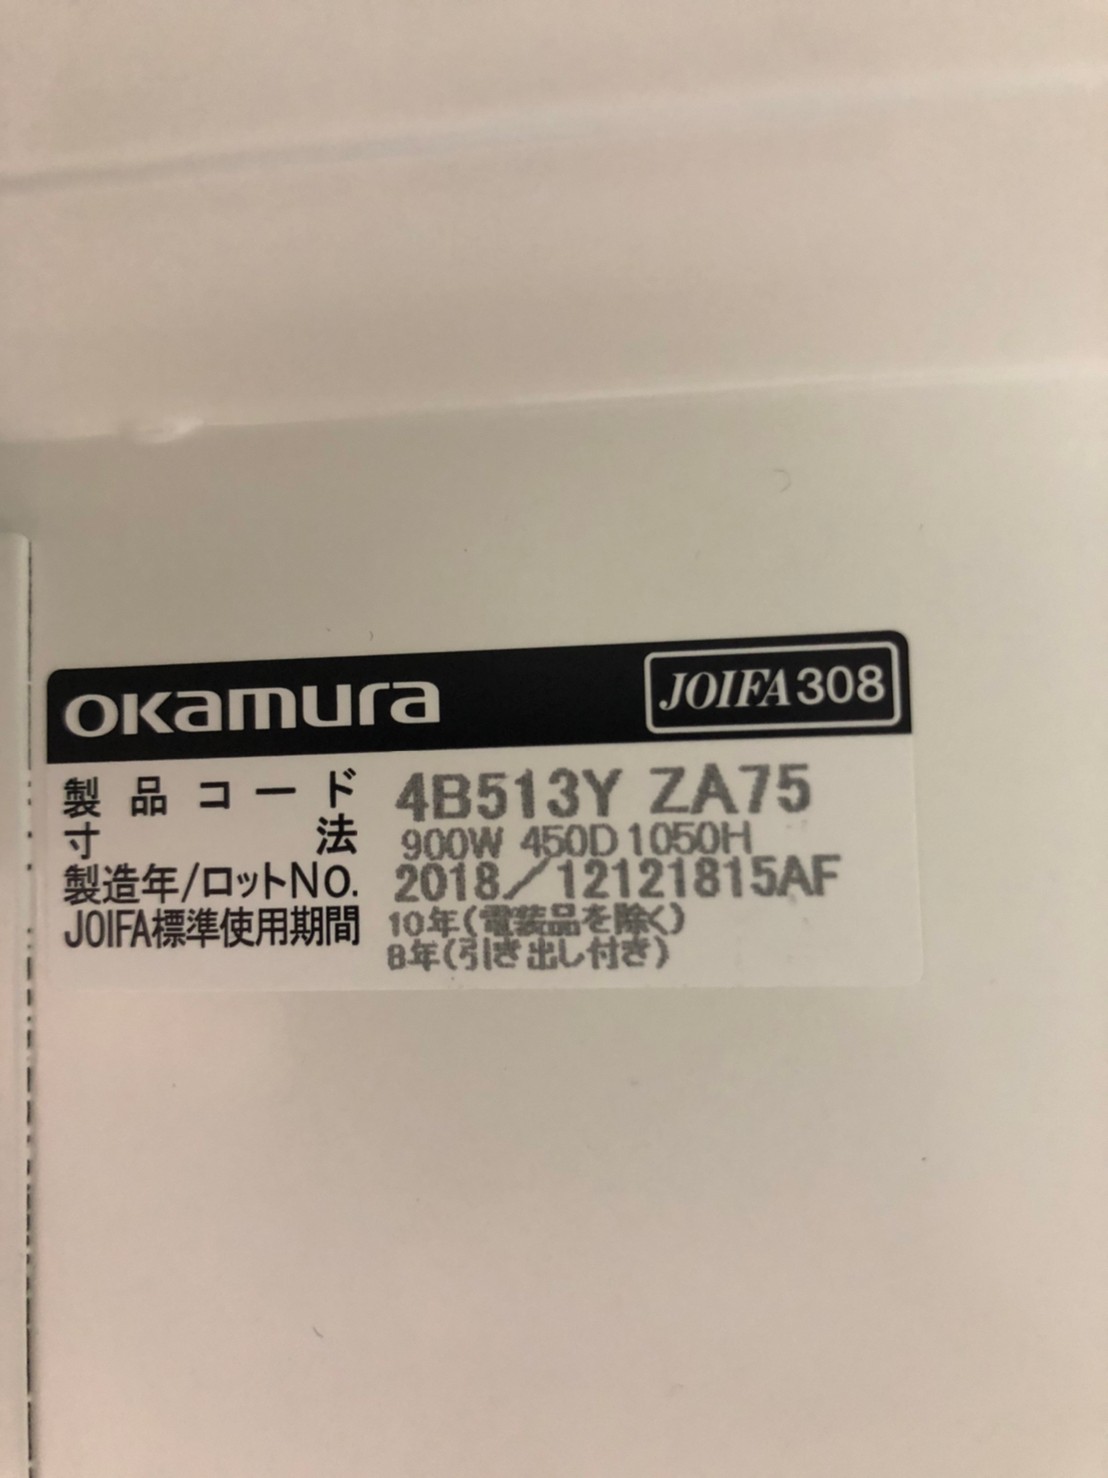 okamura JOIFA308
製品コード 4B513Y ZA75
寸法 900W 450D 1050H
製造年/ロットNo. 2018/12121815AF
JOIFA標準使用期間 10年(電装品を除く)
8年(引き出し付き)